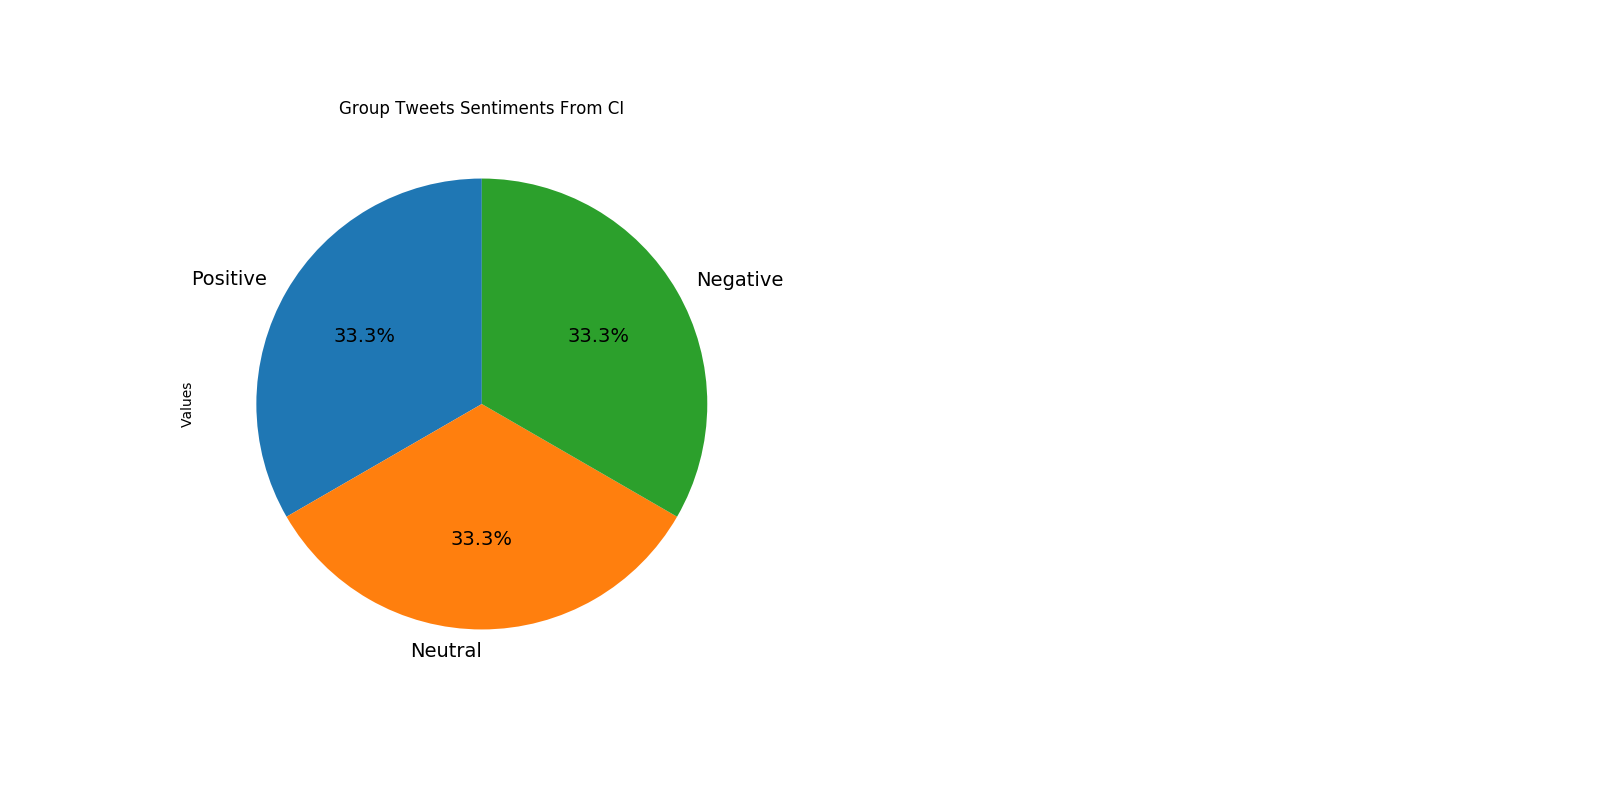 Group Tweets Sentiments From CI
Positive
Negative
33.3%
33.3%
Values
33.3%
Neutral